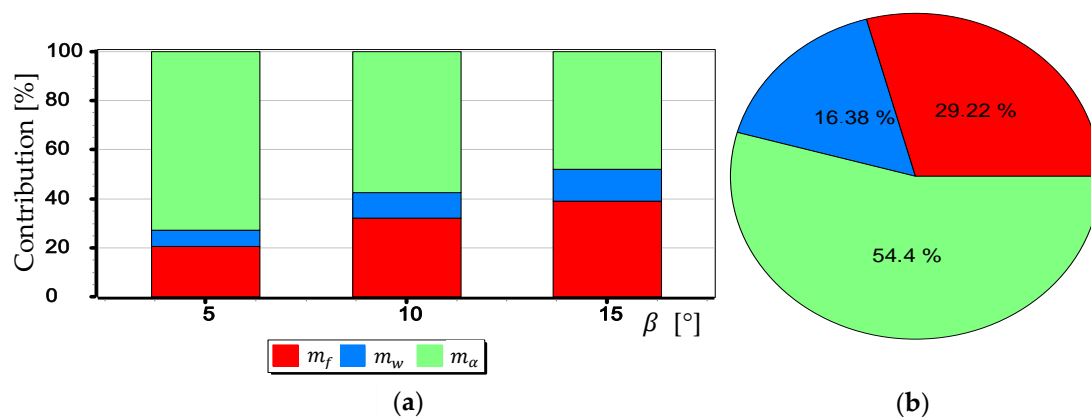 Contribution [%]
100
80
60
40
20
0
5
10
15
β [°]
m_f
m_w
m_α
(a)
16.38 %
29.22 %
54.4 %
(b)